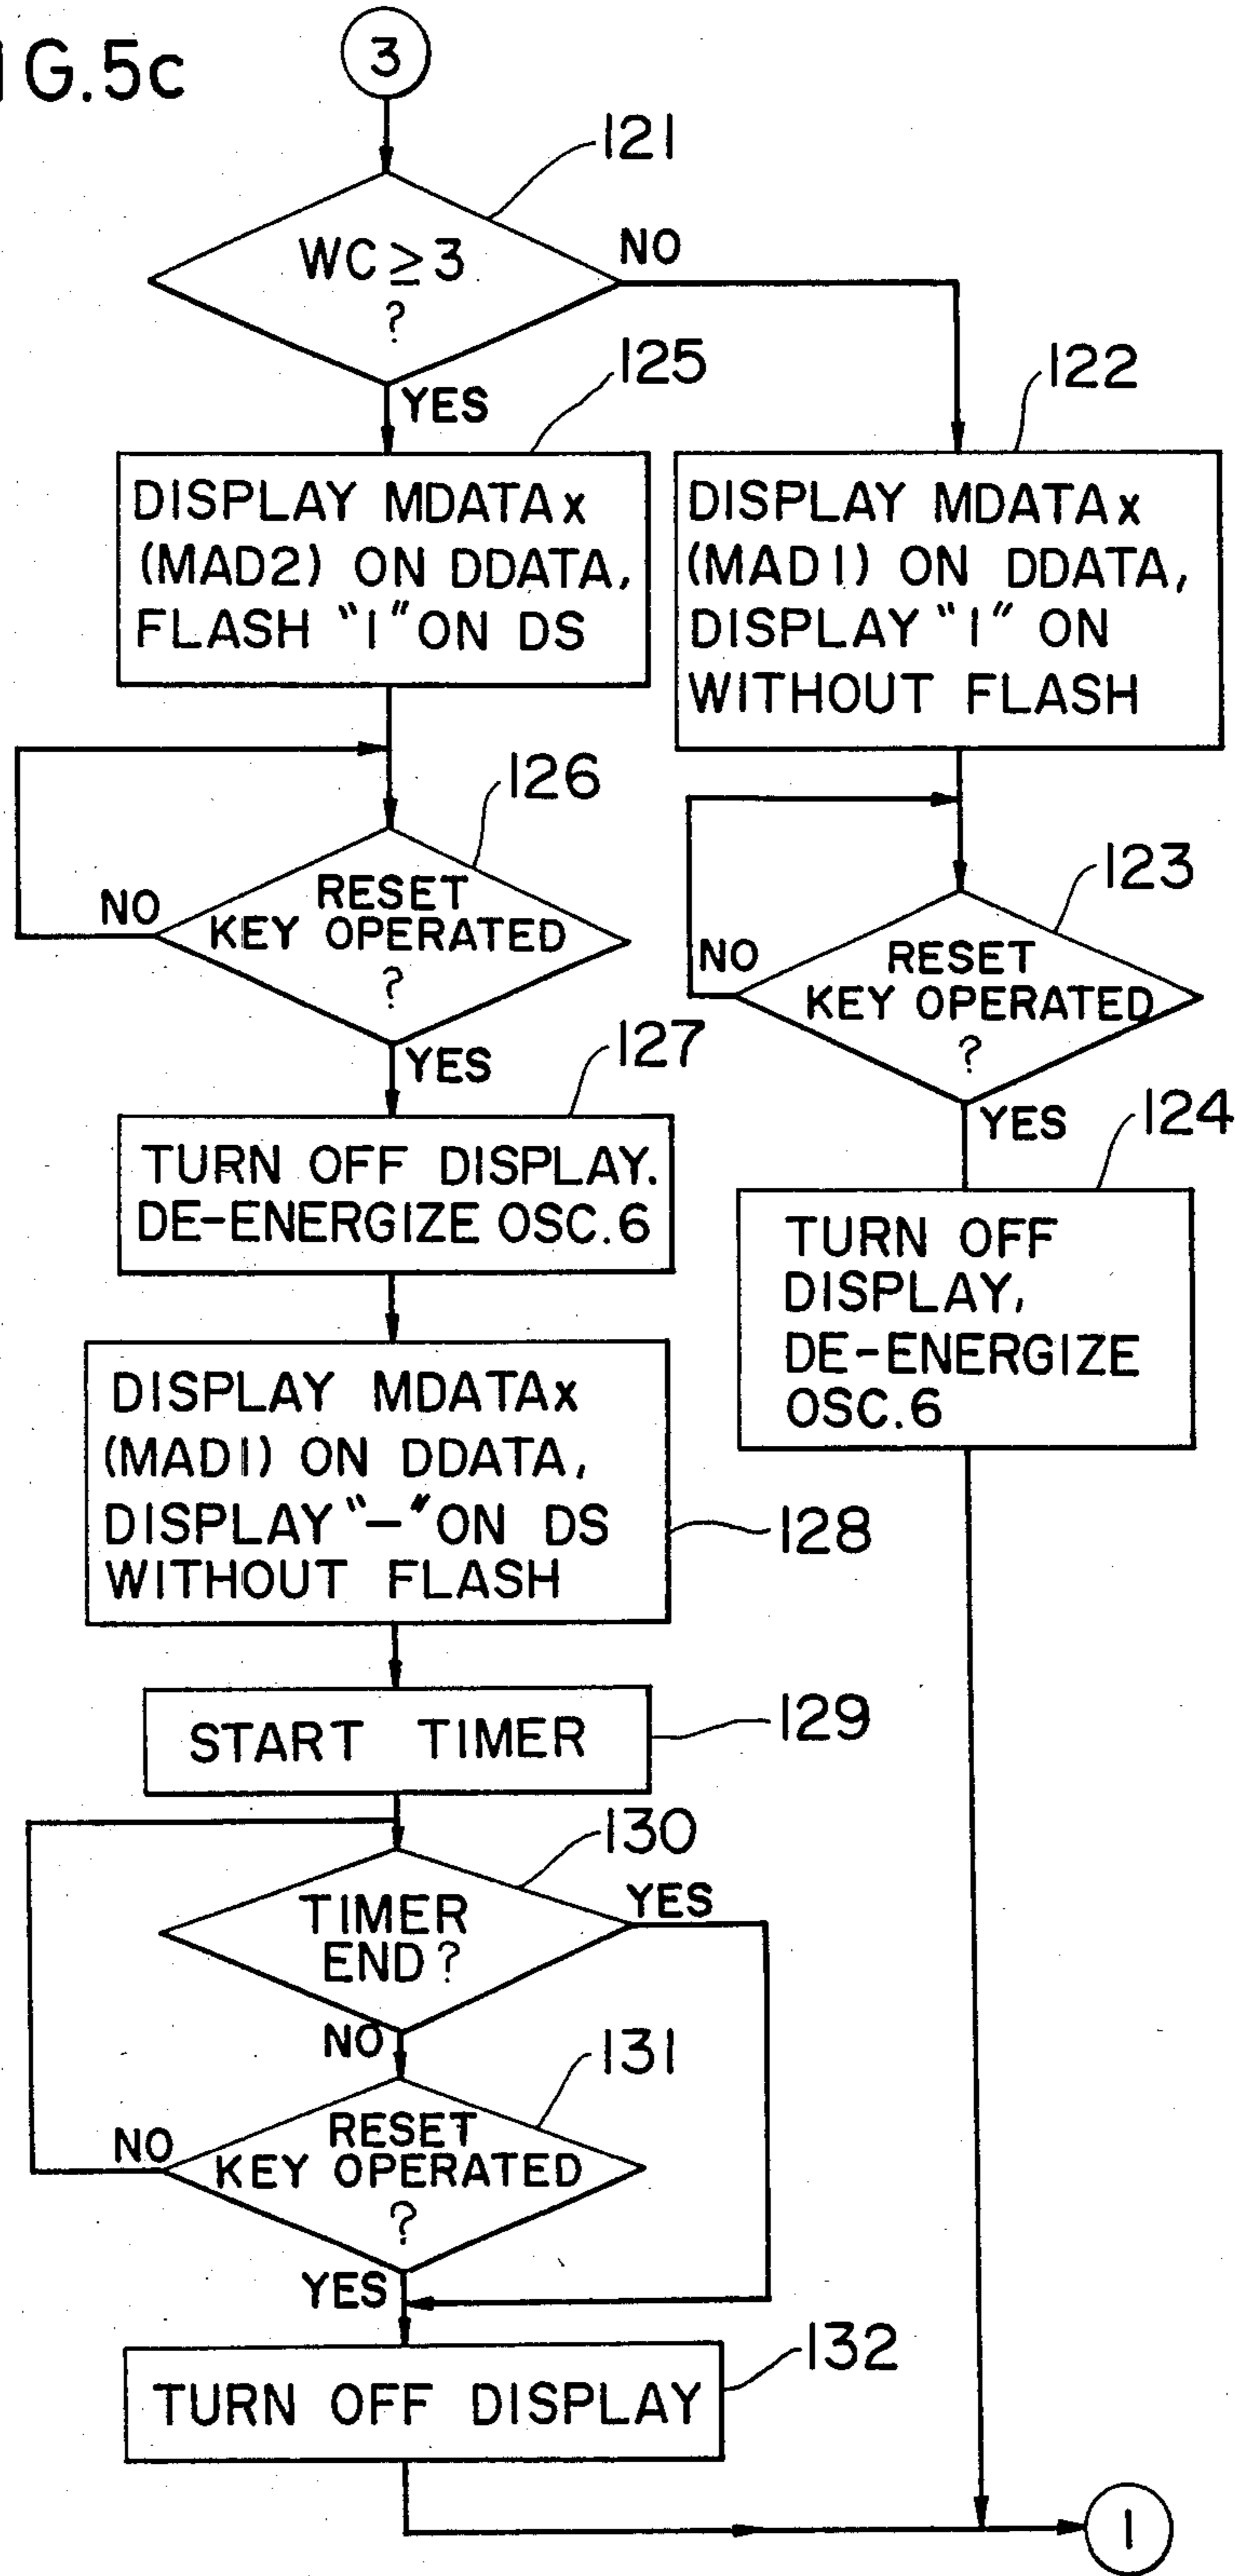 IG.5c
3
121
WC ≥ 3
?
NO
YES
125
DISPLAY MDATAx
(MAD2) ON DDATA,
FLASH "1" ON DS
122
DISPLAY MDATAx
(MAD1) ON DDATA,
DISPLAY "1" ON
WITHOUT FLASH
126
RESET
KEY OPERATED
?
NO
YES
123
RESET
KEY OPERATED
?
NO
YES
127
TURN OFF DISPLAY.
DE-ENERGIZE OSC.6
124
TURN OFF
DISPLAY,
DE-ENERGIZE
OSC.6
DISPLAY MDATAx
(MAD1) ON DDATA,
DISPLAY "-" ON DS
WITHOUT FLASH
128
START TIMER
129
130
TIMER
END?
YES
NO
131
RESET
KEY OPERATED
?
NO
YES
132
TURN OFF DISPLAY
1